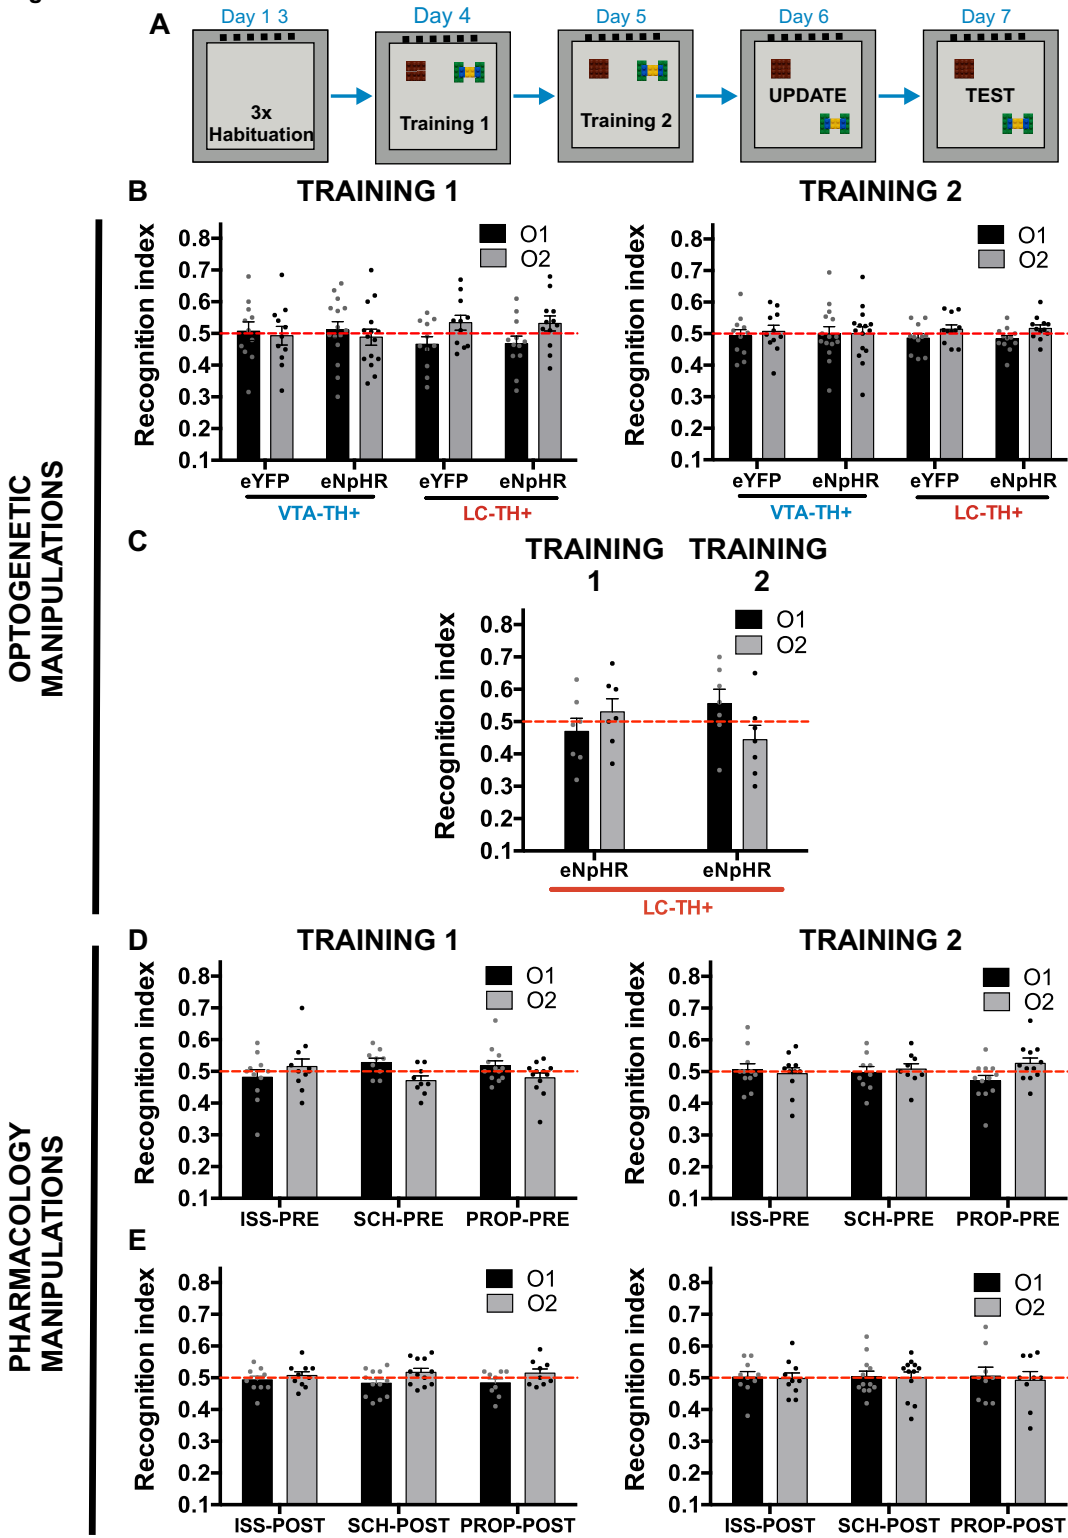 A
Day 1 3
Day 4
Day 5
Day 6
Day 7
3x
Habituation
Training 1
Training 2
UPDATE
TEST
OPTOGENETIC
MANIPULATIONS
B
TRAINING 1
Recognition index
0.8
0.7
0.6
0.5
0.4
0.3
0.2
0.1
O1
O2
eYFP
eNpHR
eYFP
eNpHR
VTA-TH+
LC-TH+
TRAINING 2
Recognition index
0.8
0.7
0.6
0.5
0.4
0.3
0.2
0.1
O1
O2
eYFP
eNpHR
eYFP
eNpHR
VTA-TH+
LC-TH+
C
TRAINING
1
TRAINING
2
Recognition index
0.8
0.7
0.6
0.5
0.4
0.3
0.2
0.1
O1
O2
eNpHR
eNpHR
LC-TH+
PHARMACOLOGY
MANIPULATIONS
D
TRAINING 1
Recognition index
0.8
0.7
0.6
0.5
0.4
0.3
0.2
0.1
O1
O2
ISS-PRE
SCH-PRE
PROP-PRE
TRAINING 2
Recognition index
0.8
0.7
0.6
0.5
0.4
0.3
0.2
0.1
O1
O2
ISS-PRE
SCH-PRE
PROP-PRE
E
Recognition index
0.8
0.7
0.6
0.5
0.4
0.3
0.2
0.1
O1
O2
ISS-POST
SCH-POST
PROP-POST
Recognition index
0.8
0.7
0.6
0.5
0.4
0.3
0.2
0.1
O1
O2
ISS-POST
SCH-POST
PROP-POST